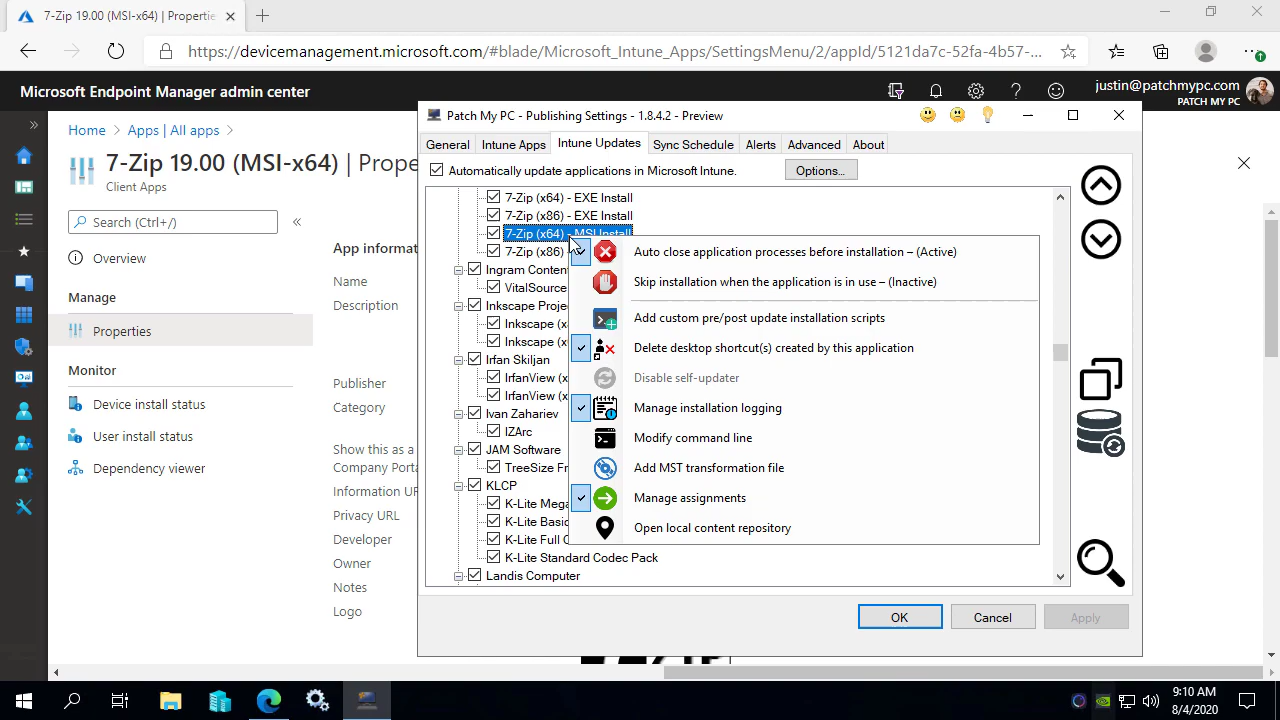 7-Zip 19.00 (MSI-x64) | Propertie
https://devicemanagement.microsoft.com/#blade/Microsoft_Intune_Apps/SettingsMenu/2/appId/5121da7c-52fa-4b57-...
Microsoft Endpoint Manager admin center
justin@patchmypc.com
PATCH MY PC
Home > Apps | All apps >
7-Zip 19.00 (MSI-x64) | Prope
Client Apps
Search (Ctrl+/)
Overview
Manage
Properties
Monitor
Device install status
User install status
Dependency viewer
App informat
Name
Description
Publisher
Category
Show this as a
Company Porta
Information UR
Privacy URL
Developer
Owner
Notes
Logo
Patch My PC - Publishing Settings - 1.8.4.2 - Preview
General
Intune Apps
Intune Updates
Sync Schedule
Alerts
Advanced
About
Automatically update applications in Microsoft Intune.
Options...
7-Zip (x64) - EXE Install
7-Zip (x86) - EXE Install
7-Zip (x64) - MSI Install
7-Zip (x86)
Ingram Conten
VitalSource
Inkscape Proje
Inkscape (x
Inkscape (x
Irfan Skiljan
IrfanView (x
IrfanView (x
Ivan Zahariev
IZArc
JAM Software
TreeSize Fr
KLCP
K-Lite Mega
K-Lite Basic
K-Lite Full C
K-Lite Standard Codec Pack
Landis Computer
Auto close application processes before installation – (Active)
Skip installation when the application is in use – (Inactive)
Add custom pre/post update installation scripts
Delete desktop shortcut(s) created by this application
Disable self-updater
Manage installation logging
Modify command line
Add MST transformation file
Manage assignments
Open local content repository
OK
Cancel
Apply
9:10 AM
8/4/2020